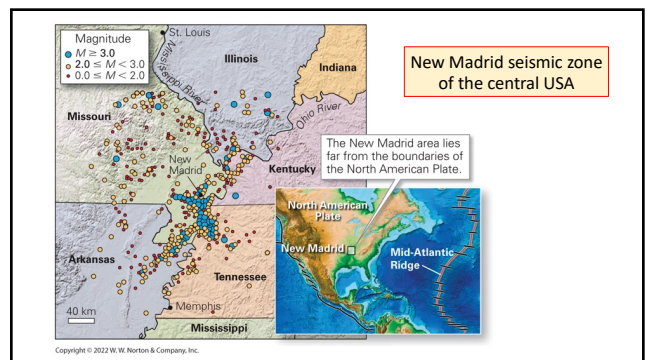 New Madrid seismic zone
of the central USA
Magnitude
M ≥ 3.0
2.0 ≤ M < 3.0
0.0 ≤ M < 2.0
St. Louis
Mississippi River
Illinois
Indiana
Ohio River
Missouri
New
Madrid
Kentucky
The New Madrid area lies
far from the boundaries of
the North American Plate.
North American
Plate
New Madrid
Mid-Atlantic
Ridge
Arkansas
Tennessee
Memphis
Mississippi
40 km
Copyright © 2022 W. W. Norton & Company, Inc.